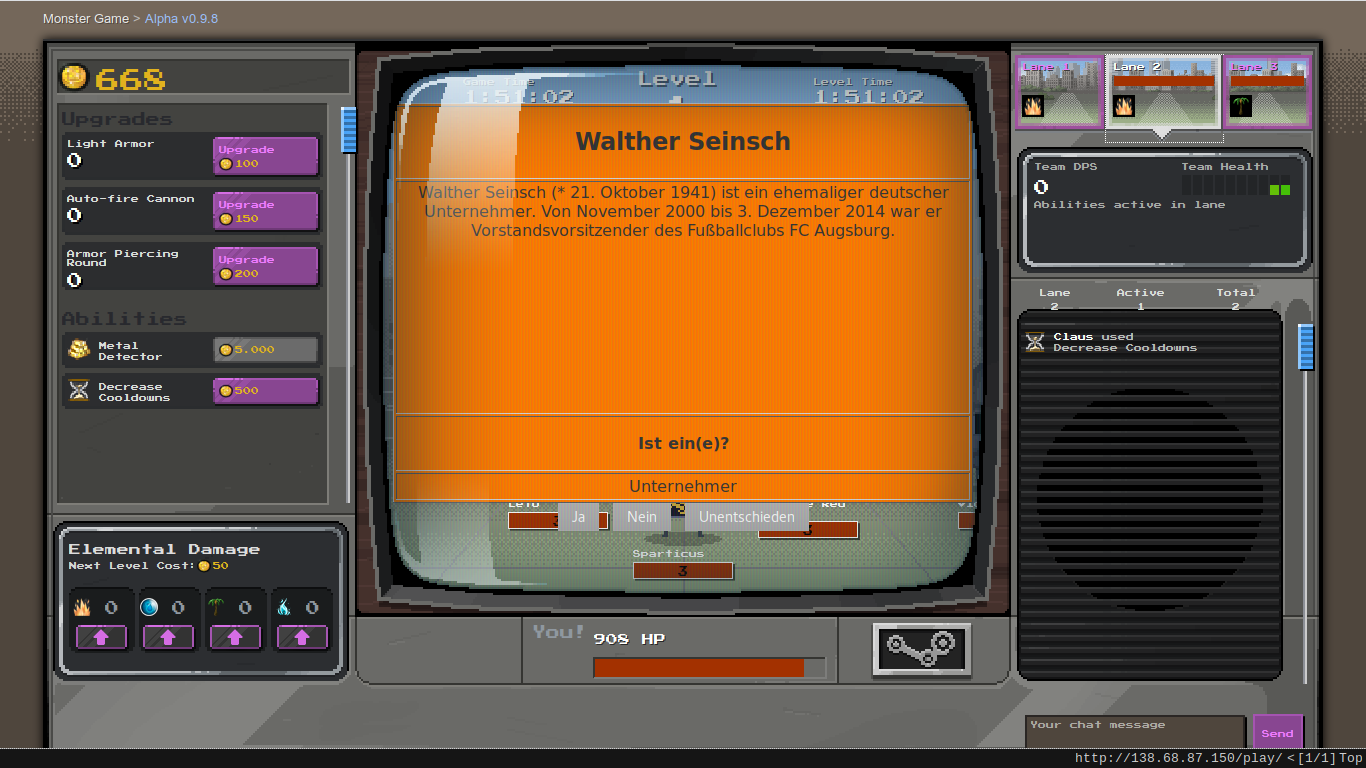 Monster Game > Alpha v0.9.8
668
Upgrades
Light Armor
0
Upgrade
100
Auto-fire Cannon
0
Upgrade
150
Armor Piercing
Round
0
Upgrade
200
Abilities
Metal
Detector
5.000
Decrease
Cooldowns
500
Elemental Damage
Next Level Cost: 50
0 0 0 0
Game Time
1:51:02
Level
Level Time
1:51:02
Walther Seinsch
Walther Seinsch (* 21. Oktober 1941) ist ein ehemaliger deutscher
Unternehmer. Von November 2000 bis 3. Dezember 2014 war er
Vorstandsvorsitzender des Fußballclubs FC Augsburg.
Ist ein(e)?
Unternehmer
Ja Nein Unentschieden
Red
3
Sparticus
3
You!
908 HP
Lane
Lane 2
Lane 3
Team DPS
0
Team Health
Abilities active in lane
Lane Active Total
2 1 2
Claus used
Decrease Cooldowns
Your chat message
Send
http://138.68.87.150/play/ <[1/1]Top